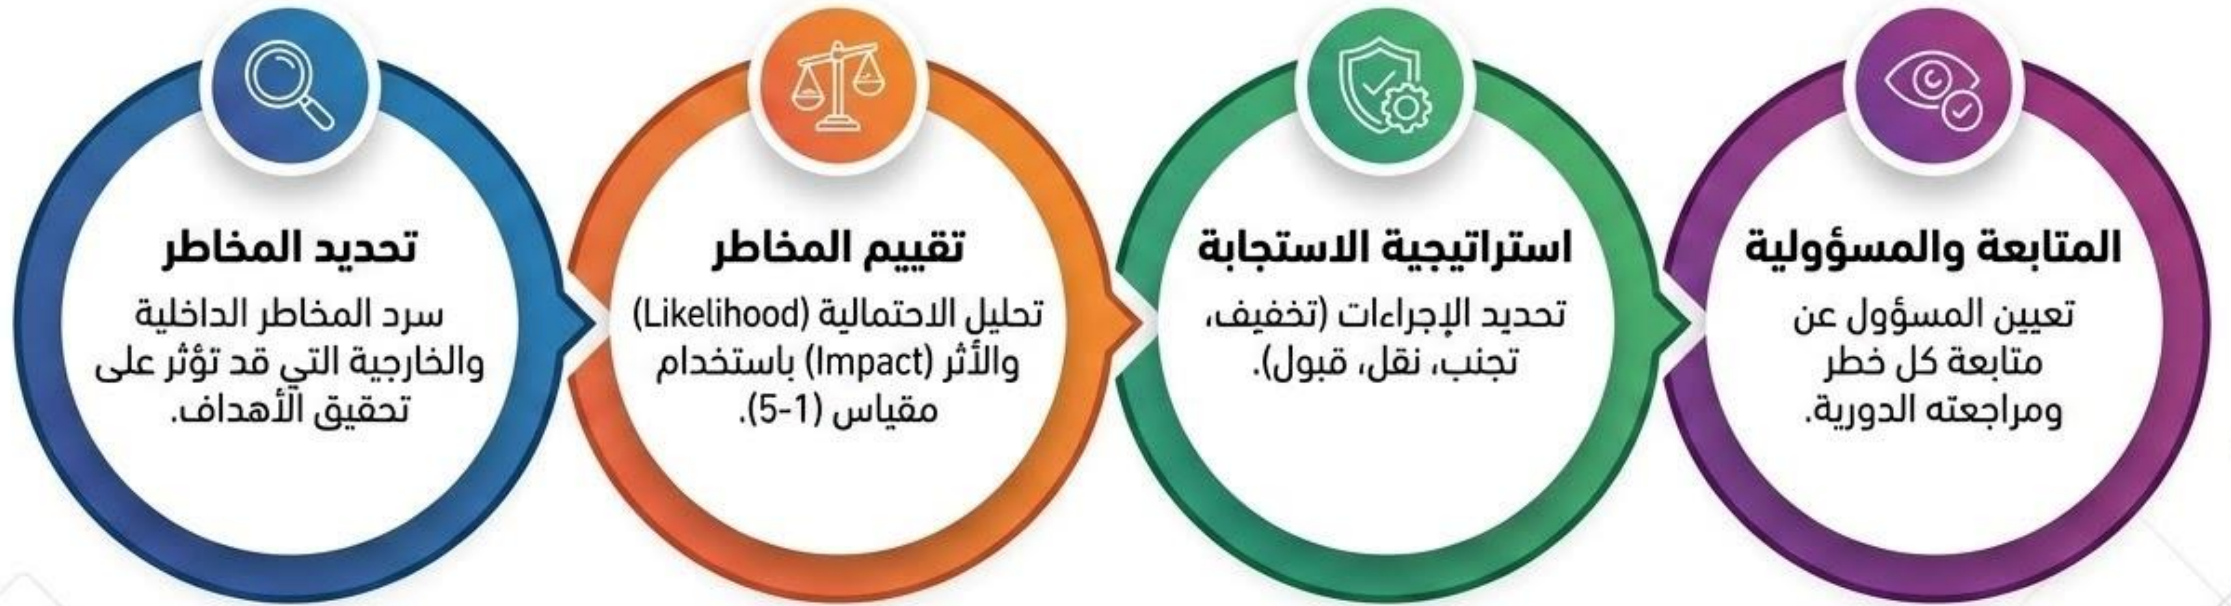 تحديد المخاطر
سرد المخاطر الداخلية
والخارجية التي قد تؤثر على
تحقيق الأهداف.
تقييم المخاطر
تحليل الاحتمالية (Likelihood)
والأثر (Impact) باستخدام
مقياس (1-5).
استراتيجية الاستجابة
تحديد الإجراءات (تخفيف،
تجنب، نقل، قبول).
المتابعة والمسؤولية
تعيين المسؤول عن
متابعة كل خطر
ومراجعته الدورية.